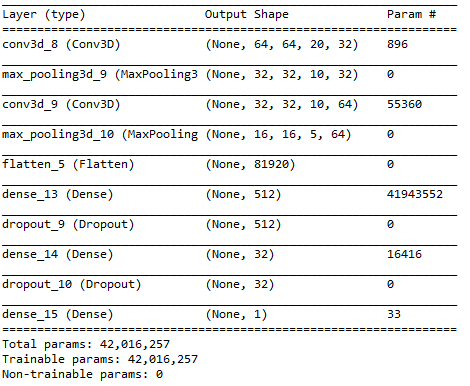 Layer (type) Output Shape Param #
conv3d_8 (Conv3D) (None, 64, 64, 20, 32) 896
max_pooling3d_9 (MaxPooling3 (None, 32, 32, 10, 32) 0
conv3d_9 (Conv3D) (None, 32, 32, 10, 64) 55360
max_pooling3d_10 (MaxPooling (None, 16, 16, 5, 64) 0
flatten_5 (Flatten) (None, 81920) 0
dense_13 (Dense) (None, 512) 41943552
dropout_9 (Dropout) (None, 512) 0
dense_14 (Dense) (None, 32) 16416
dropout_10 (Dropout) (None, 32) 0
dense_15 (Dense) (None, 1) 33
Total params: 42,016,257
Trainable params: 42,016,257
Non-trainable params: 0